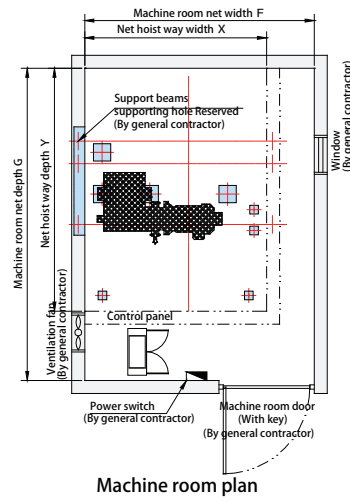 Machine room net width F
Net hoist way width X
Support beams
supporting hole Reserved
(By general contractor)
Window
(By general contractor)
Machine room net depth G
Net hoist way depth Y
Ventilation fan
(By general contractor)
Control panel
Power switch
(By general contractor)
Machine room door
(With key)
(By general contractor)
Machine room plan